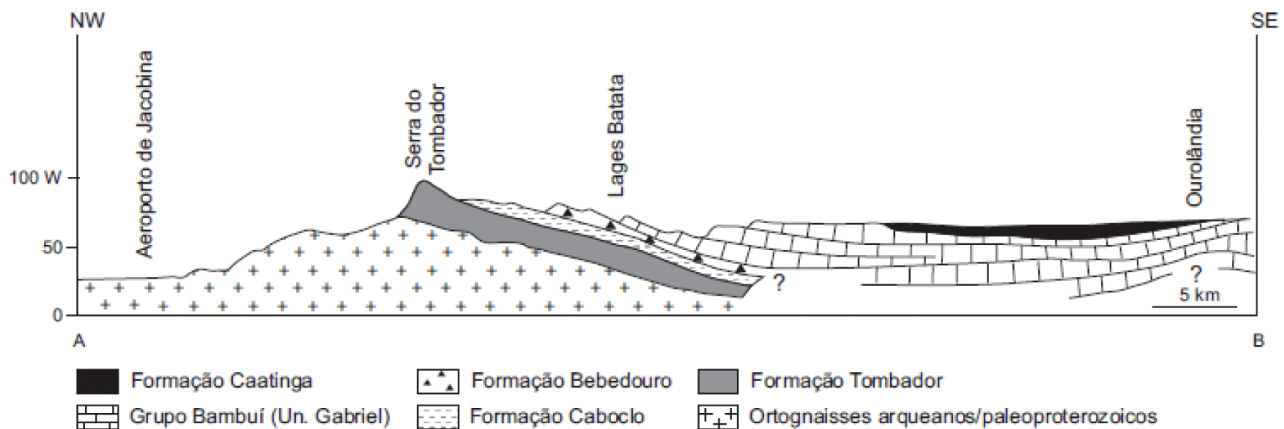 NW
SE
Aeroporto de Jacobina
Serra do
Tombador
Lages Batata
Ourolândia
100 W
50
0
?
?
5 km
A
B
Formação Caatinga
Formação Bebedouro
Formação Tombador
Grupo Bambuí (Un. Gabriel)
Formação Caboclo
Ortognaisses arqueanos/paleoproterozoicos